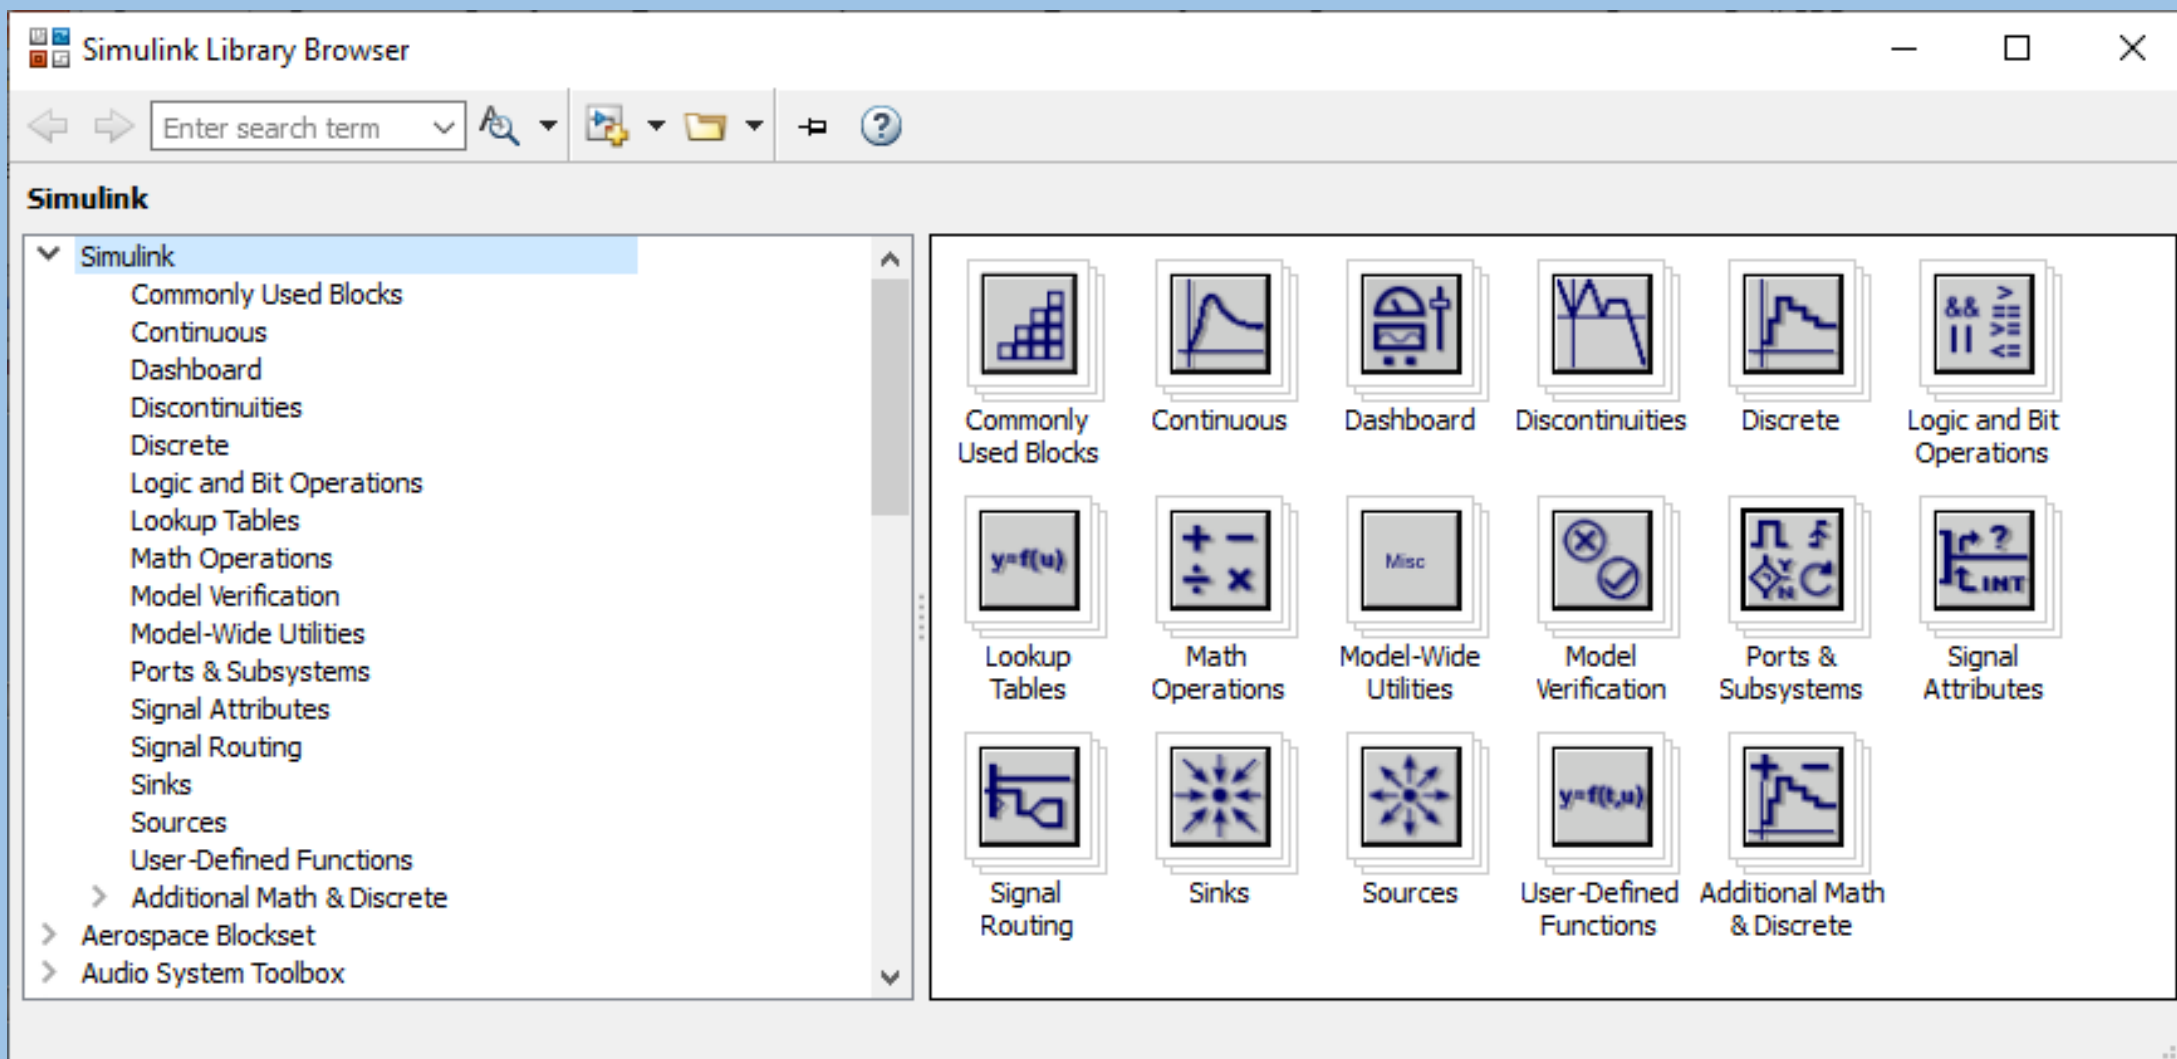 Simulink Library Browser
Enter search term
Simulink
Simulink
Commonly Used Blocks
Continuous
Dashboard
Discontinuities
Discrete
Logic and Bit Operations
Lookup Tables
Math Operations
Model Verification
Model-Wide Utilities
Ports & Subsystems
Signal Attributes
Signal Routing
Sinks
Sources
User-Defined Functions
Additional Math & Discrete
Aerospace Blockset
Audio System Toolbox
&& > ==
|| >= <=
Commonly
Used Blocks
Continuous
Dashboard
Discontinuities
Discrete
Logic and Bit
Operations
y=f(u)
+ −
÷ ×
Misc
Y
N
?
INT
Lookup
Tables
Math
Operations
Model-Wide
Utilities
Model
Verification
Ports &
Subsystems
Signal
Attributes
y=f(t,u)
+ −
Signal
Routing
Sinks
Sources
User-Defined
Functions
Additional Math
& Discrete